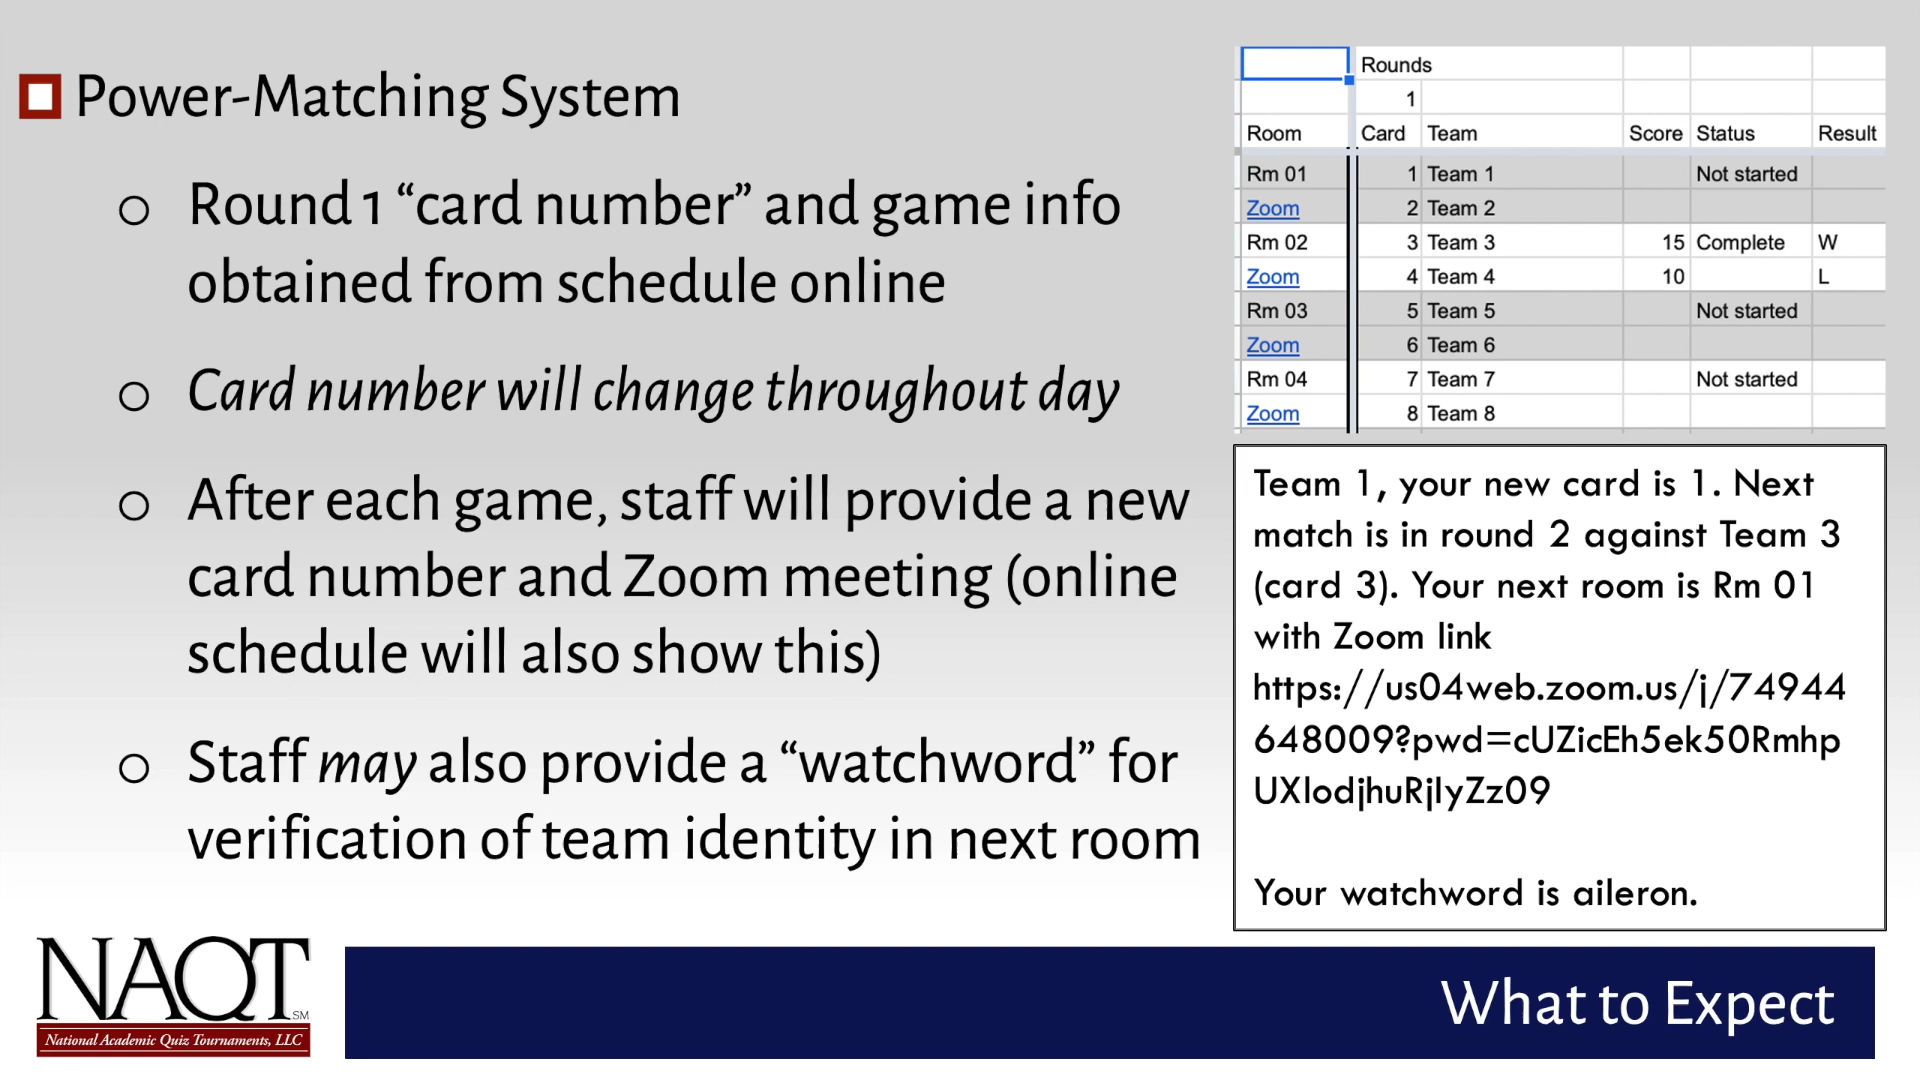 Power-Matching System
○ Round 1 “card number” and game info
obtained from schedule online
○ Card number will change throughout day
○ After each game, staff will provide a new
card number and Zoom meeting (online
schedule will also show this)
○ Staff may also provide a “watchword” for
verification of team identity in next room
Rounds
1
Room Card Team Score Status Result
Rm 01 1 Team 1 Not started
Zoom 2 Team 2
Rm 02 3 Team 3 15 Complete W
Zoom 4 Team 4 10 L
Rm 03 5 Team 5 Not started
Zoom 6 Team 6
Rm 04 7 Team 7 Not started
Zoom 8 Team 8
Team 1, your new card is 1. Next
match is in round 2 against Team 3
(card 3). Your next room is Rm 01
with Zoom link
https://us04web.zoom.us/j/74944
648009?pwd=cUZicEh5ek50Rmhp
UXlodjhuRjIyZz09
Your watchword is aileron.
NAQT SM
National Academic Quiz Tournaments, LLC
What to Expect